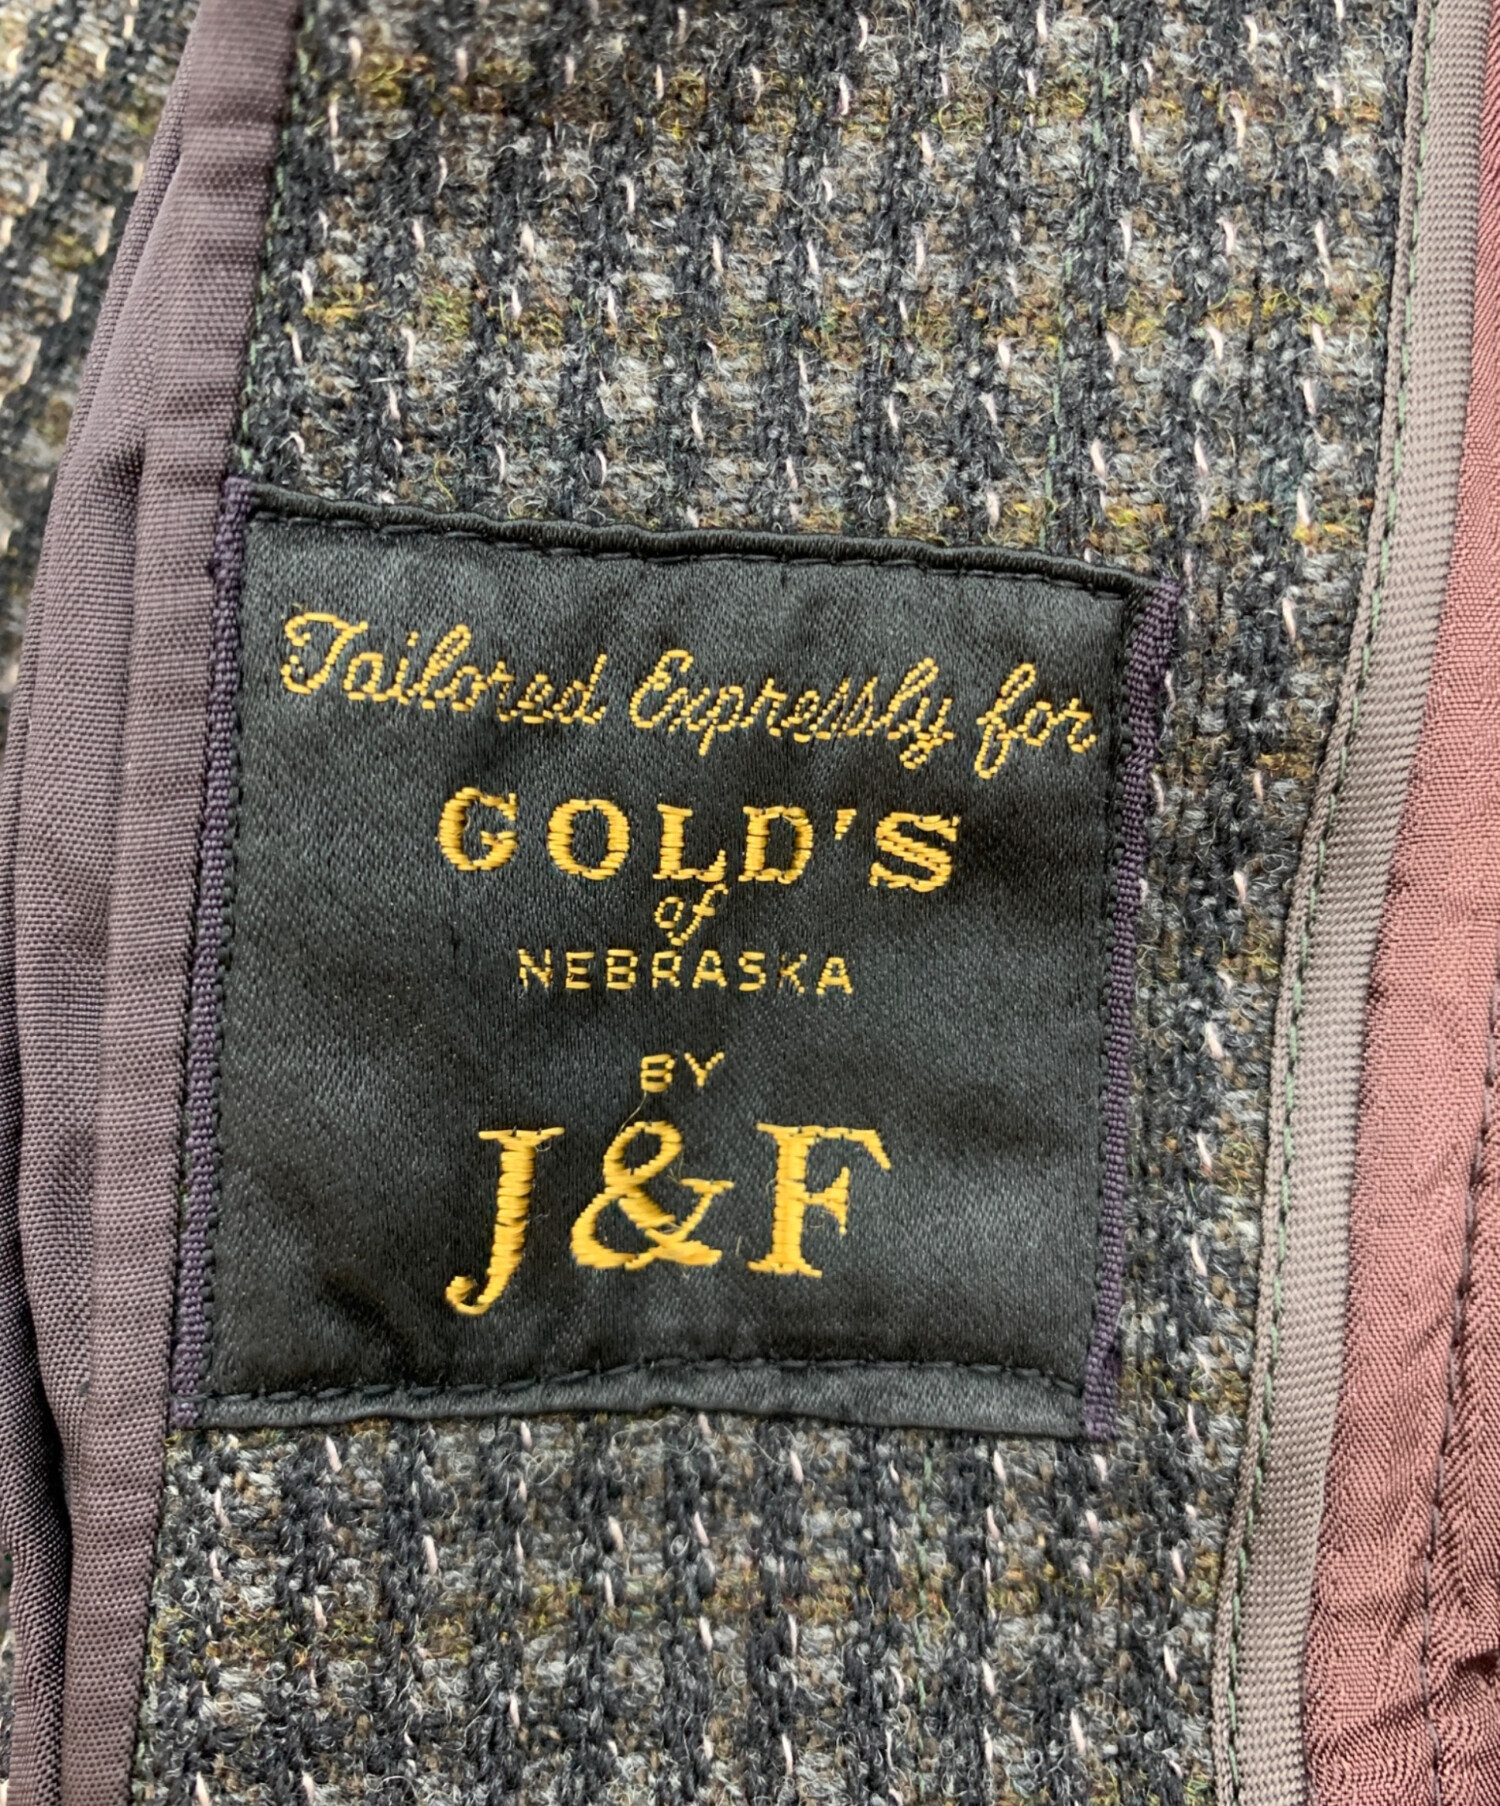 Tailored Expressly for
GOLD'S
of
NEBRASKA
BY
J&F